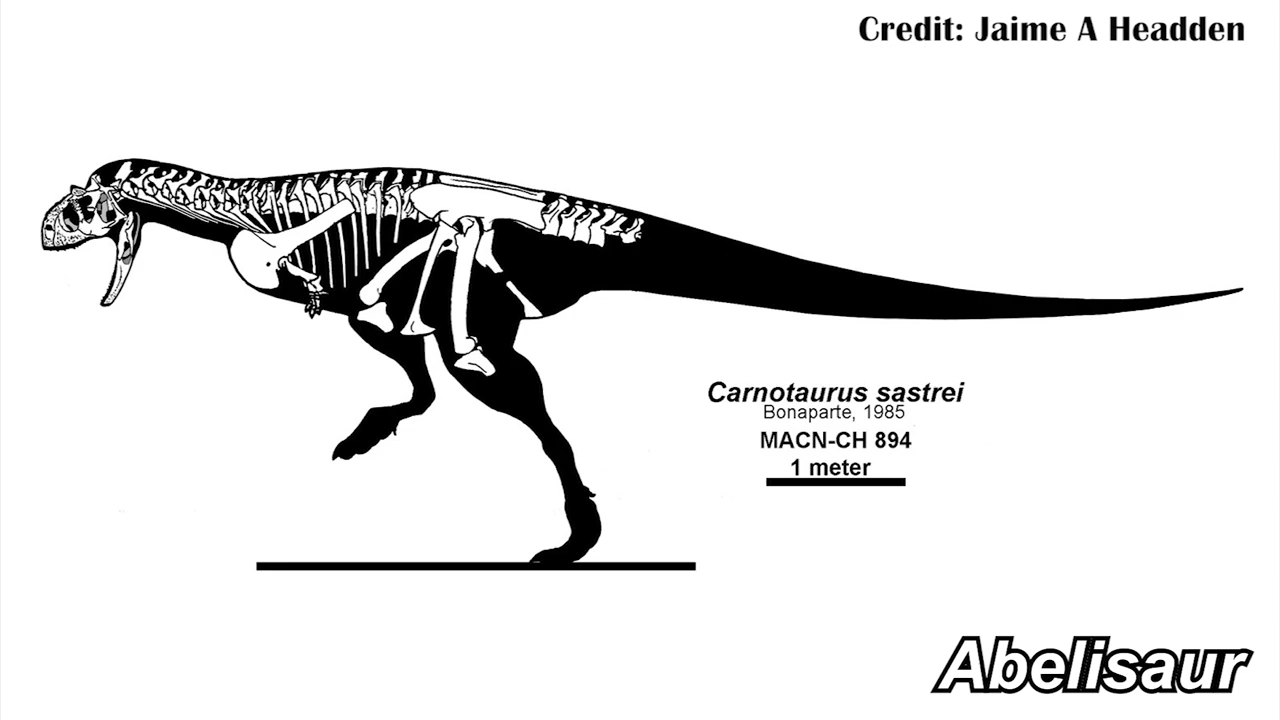 Credit: Jaime A Headden
Carnotaurus sastrei
Bonaparte, 1985
MACN-CH 894
1 meter
Abelisaur